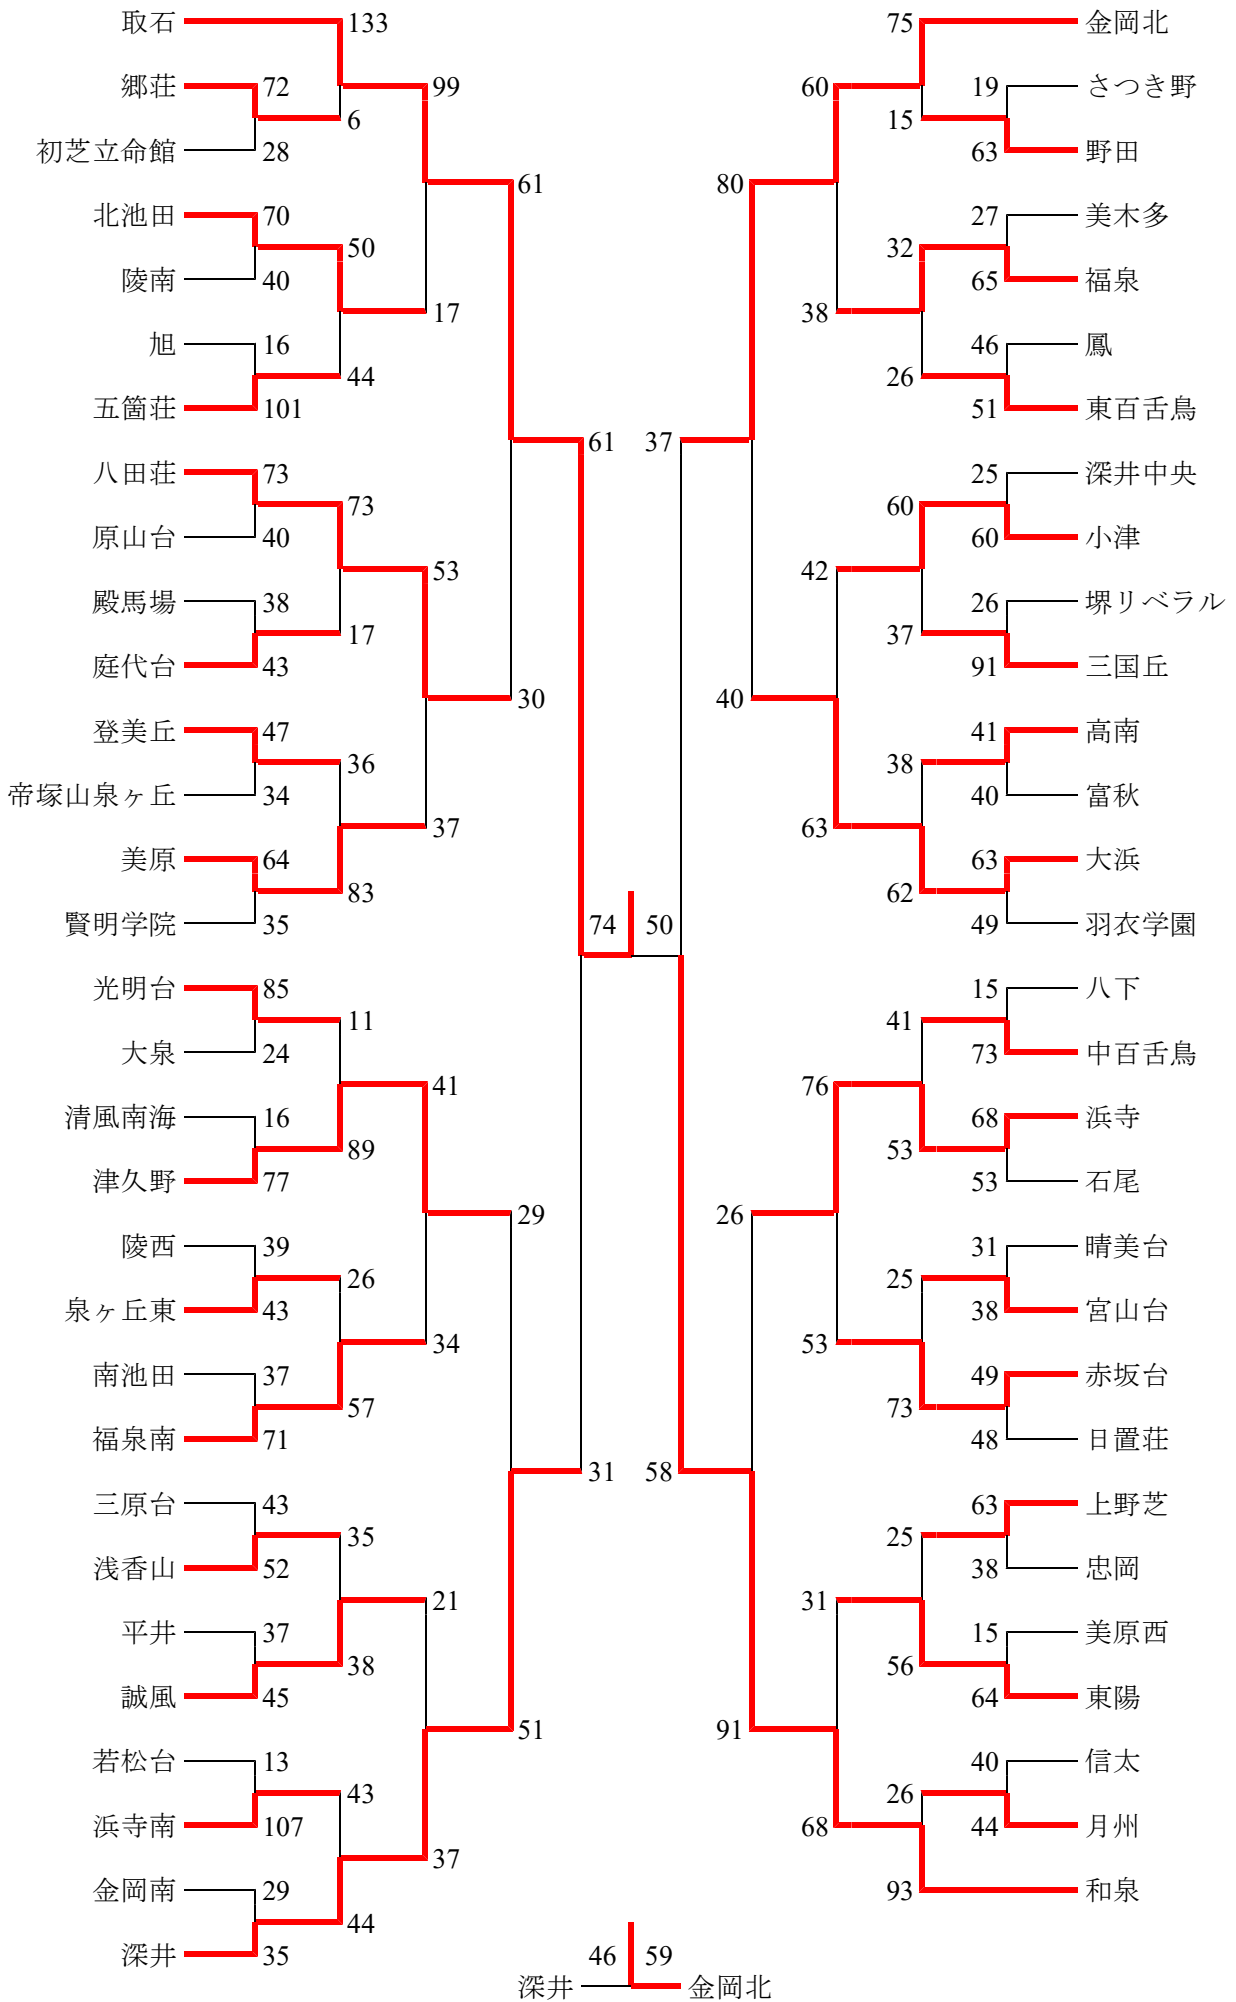 取石 133 75 金岡北
郷荘 72 99 60 19 さつき野
6 15
初芝立命館 28 63 野田
61 80
北池田 70 27 美木多
50 32
陵南 40 65 福泉
17 38
旭 16 46 鳳
44 26
五箇荘 101 51 東百舌鳥
61 37
八田荘 73 25 深井中央
73 60
原山台 40 60 小津
53 42
殿馬場 38 26 堺リベラル
17 37
庭代台 43 91 三国丘
30 40
登美丘 47 41 高南
36 38
帝塚山泉ヶ丘 34 40 富秋
37 63
美原 64 63 大浜
83 62
賢明学院 35 74 50 49 羽衣学園
光明台 85 15 八下
11 41
大泉 24 73 中百舌鳥
41 76
清風南海 16 68 浜寺
89 53
津久野 77 53 石尾
29 26
陵西 39 31 晴美台
26 25
泉ヶ丘東 43 38 宮山台
34 53
南池田 37 49 赤坂台
57 73
福泉南 71 48 日置荘
31 58
三原台 43 63 上野芝
35 25
浅香山 52 38 忠岡
21 31
平井 37 15 美原西
38 56
誠風 45 64 東陽
51 91
若松台 13 40 信太
43 26
浜寺南 107 68 44 月州
37
金岡南 29 93 和泉
44
深井 35 46 59
深井 金岡北